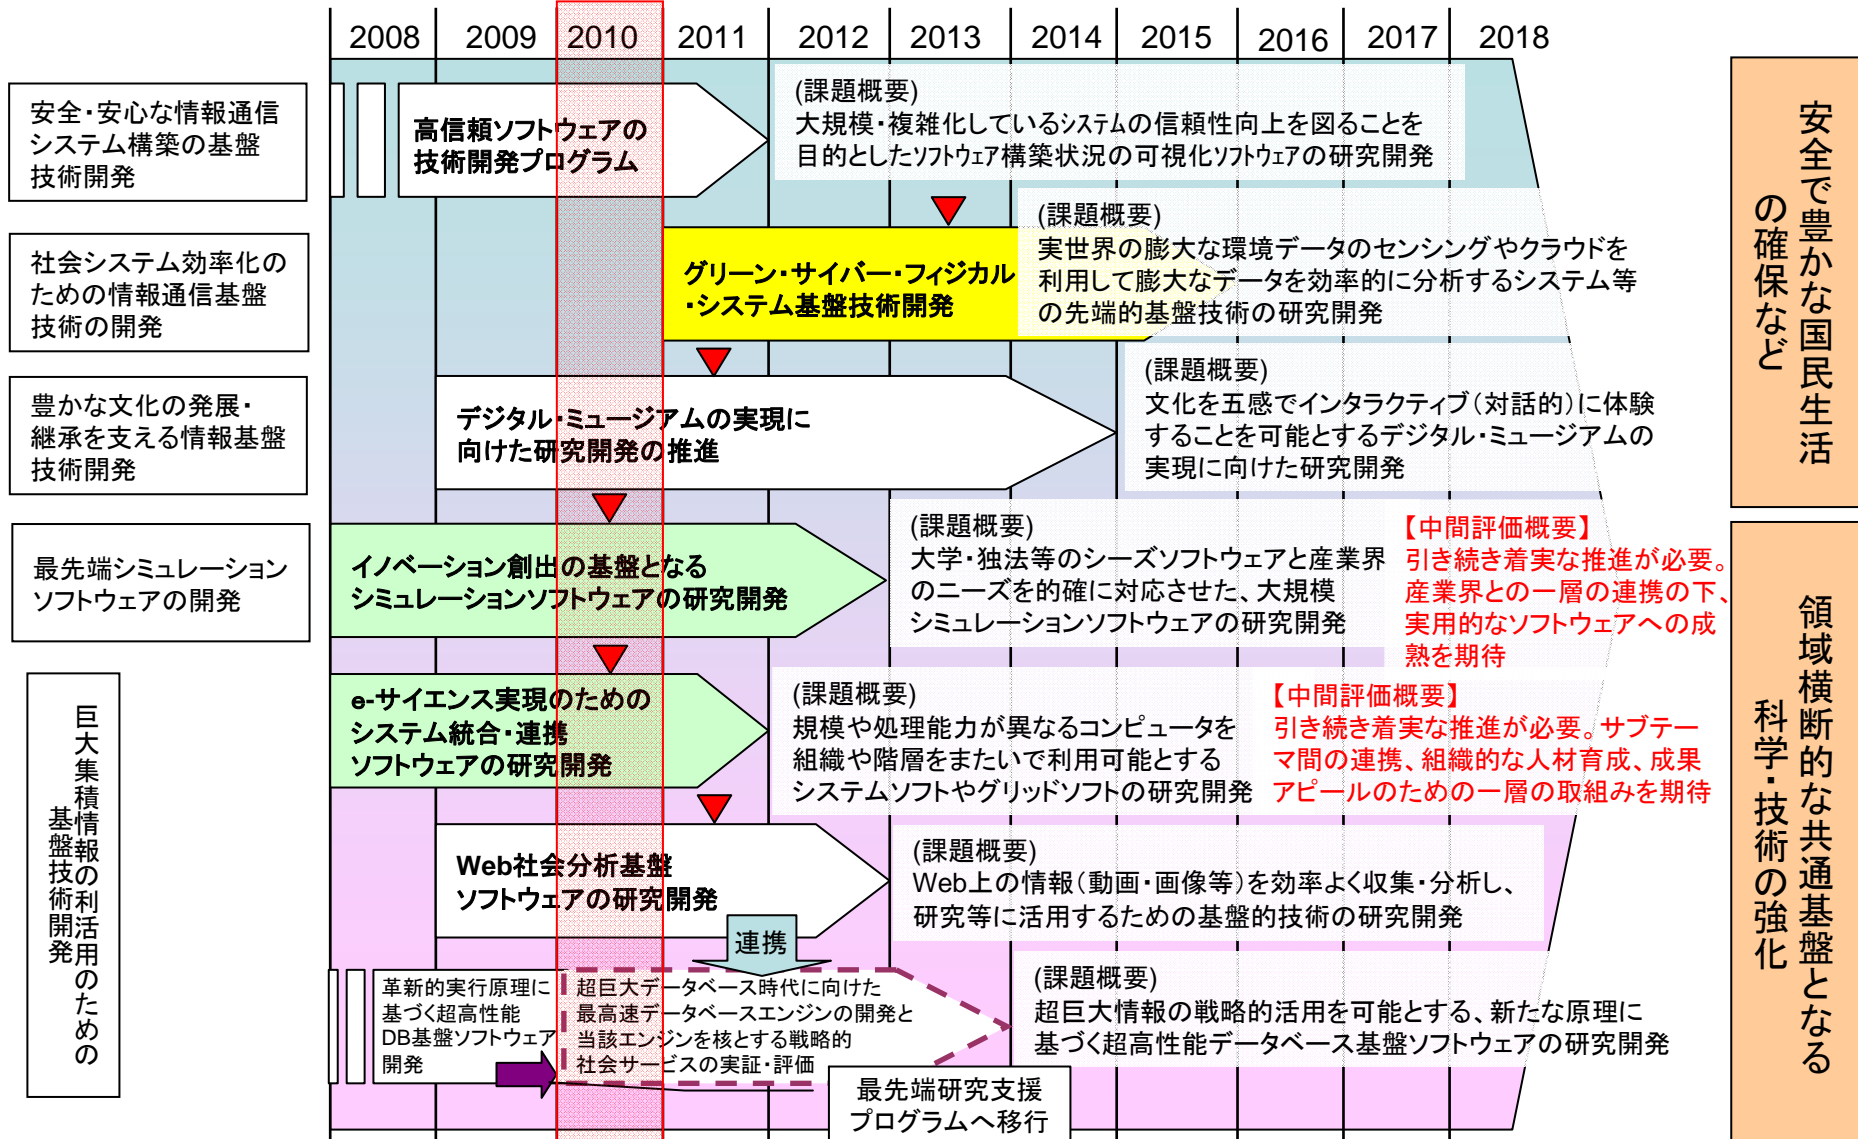 2008 2009 2010 2011 2012 2013 2014 2015 2016 2017 2018
安全・安心な情報通信
システム構築の基盤
技術開発
高信頼ソフトウェアの
技術開発プログラム
(課題概要)
大規模・複雑化しているシステムの信頼性向上を図ることを
目的としたソフトウェア構築状況の可視化ソフトウェアの研究開発
社会システム効率化の
ための情報通信基盤
技術の開発
グリーン・サイバー・フィジカル
・システム基盤技術開発
(課題概要)
実世界の膨大な環境データのセンシングやクラウドを
利用して膨大なデータを効率的に分析するシステム等
の先端的基盤技術の研究開発
豊かな文化の発展・
継承を支える情報基盤
技術開発
デジタル・ミュージアムの実現に
向けた研究開発の推進
(課題概要)
文化を五感でインタラクティブ(対話的)に体験
することを可能とするデジタル・ミュージアムの
実現に向けた研究開発
安全で豊かな国民生活
の確保など
最先端シミュレーション
ソフトウェアの開発
イノベーション創出の基盤となる
シミュレーションソフトウェアの研究開発
(課題概要)
大学・独法等のシーズソフトウェアと産業界
のニーズを的確に対応させた、大規模
シミュレーションソフトウェアの研究開発
【中間評価概要】
引き続き着実な推進が必要。
産業界との一層の連携の下、
実用的なソフトウェアへの成
熟を期待
巨大集積情報の利活用のための
基盤技術開発
e-サイエンス実現のための
システム統合・連携
ソフトウェアの研究開発
(課題概要)
規模や処理能力が異なるコンピュータを
組織や階層をまたいで利用可能とする
システムソフトやグリッドソフトの研究開発
【中間評価概要】
引き続き着実な推進が必要。サブテー
マ間の連携、組織的な人材育成、成果
アピールのための一層の取組みを期待
Web社会分析基盤
ソフトウェアの研究開発
(課題概要)
Web上の情報(動画・画像等)を効率よく収集・分析し、
研究等に活用するための基盤的技術の研究開発
連携
革新的実行原理に
基づく超高性能
DB基盤ソフトウェア
開発
超巨大データベース時代に向けた
最高速データベースエンジンの開発と
当該エンジンを核とする戦略的
社会サービスの実証・評価
(課題概要)
超巨大情報の戦略的活用を可能とする、新たな原理に
基づく超高性能データベース基盤ソフトウェアの研究開発
最先端研究支援
プログラムへ移行
領域横断的な共通基盤となる
科学・技術の強化